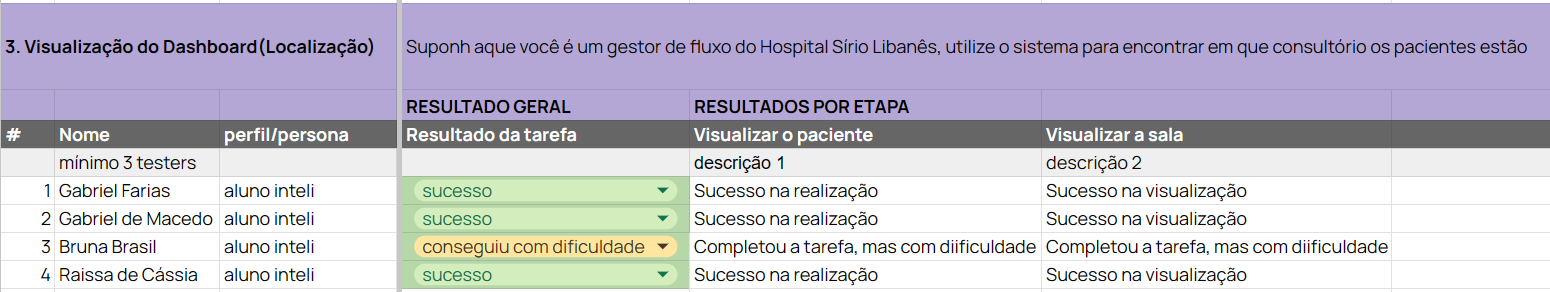 3. Visualização do Dashboard(Localização) Suponh aque você é um gestor de fluxo do Hospital Sírio Libanês, utilize o sistema para encontrar em que consultório os pacientes estão
RESULTADO GERAL RESULTADOS POR ETAPA
# Nome perfil/persona Resultado da tarefa Visualizar o paciente Visualizar a sala
mínimo 3 testers descrição 1 descrição 2
1 Gabriel Farias aluno inteli sucesso Sucesso na realização Sucesso na visualização
2 Gabriel de Macedo aluno inteli sucesso Sucesso na realização Sucesso na visualização
3 Bruna Brasil aluno inteli conseguiu com dificuldade Completou a tarefa, mas com diificuldade Completou a tarefa, mas com diificuldade
4 Raissa de Cássia aluno inteli sucesso Sucesso na realização Sucesso na visualização